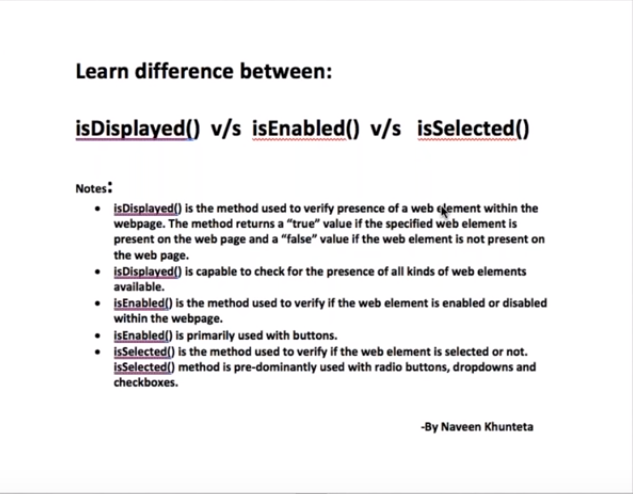 Learn difference between:
isDisplayed() v/s isEnabled() v/s isSelected()
Notes:
• isDisplayed() is the method used to verify presence of a web element within the
webpage. The method returns a “true” value if the specified web element is
present on the web page and a “false” value if the web element is not present on
the web page.
• isDisplayed() is capable to check for the presence of all kinds of web elements
available.
• isEnabled() is the method used to verify if the web element is enabled or disabled
within the webpage.
• isEnabled() is primarily used with buttons.
• isSelected() is the method used to verify if the web element is selected or not.
isSelected() method is pre-dominantly used with radio buttons, dropdowns and
checkboxes.
-By Naveen Khunteta